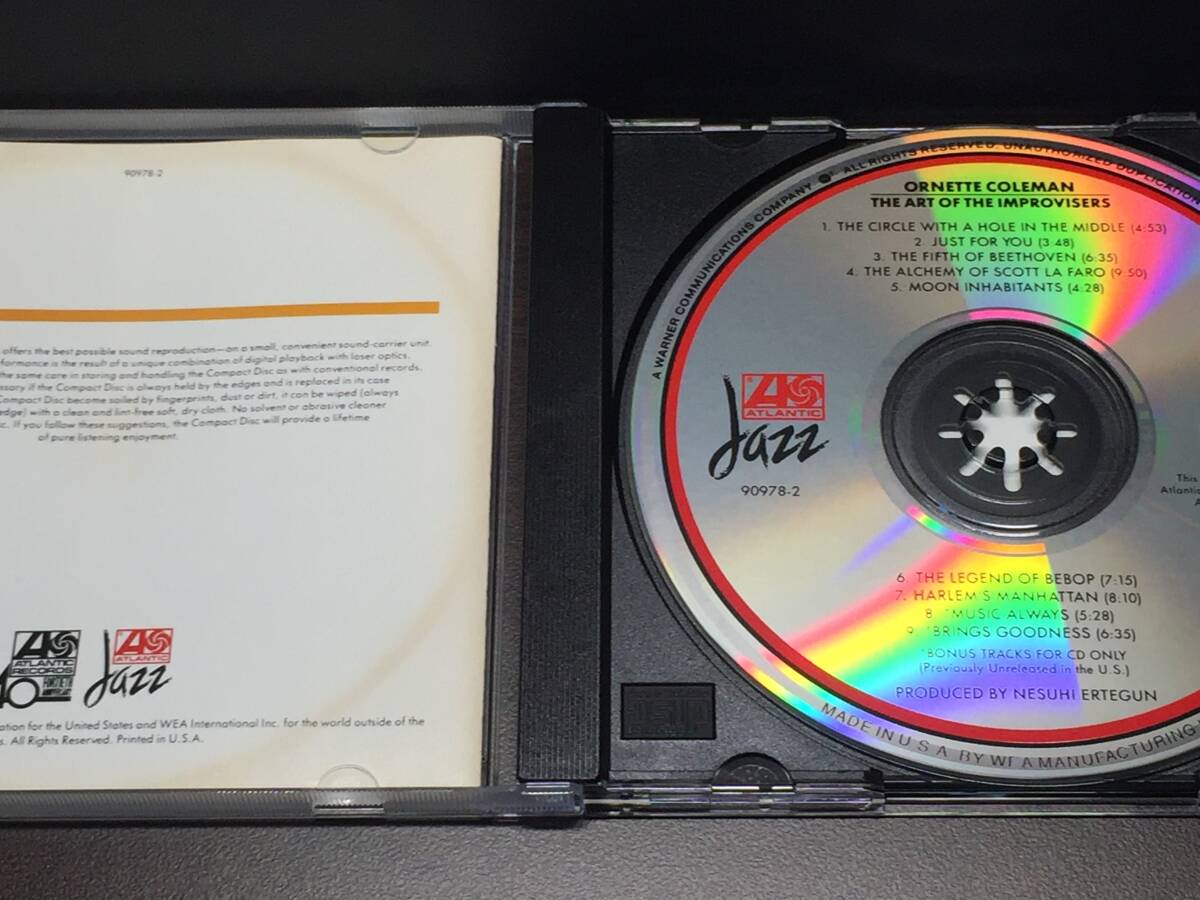 90978-2
offers the best possible sound reproduction—on a small, convenient sound-carrier unit.
formance is the result of a unique combination of digital playback with laser optics.
the same care in storing and handling the Compact Disc as with conventional records.
ssary if the Compact Disc is always held by the edges and is replaced in its case
Compact Disc become soiled by fingerprints, dust or dirt, it can be wiped (always
edge) with a clean and lint-free soft, dry cloth. No solvent or abrasive cleaner
c. If you follow these suggestions, the Compact Disc will provide a lifetime
of pure listening enjoyment.
ATLANTIC
RECORDS
40
ANNIVERSARY
ATLANTIC
Jazz
ation for the United States and WEA International Inc. for the world outside of the
s. All Rights Reserved. Printed in U.S.A.
A WARNER COMMUNICATIONS COMPANY ALL RIGHTS RESERVED. UNAUTHORIZED DUPLICATION
ORNETTE COLEMAN
THE ART OF THE IMPROVISERS
1. THE CIRCLE WITH A HOLE IN THE MIDDLE (4:53)
2. JUST FOR YOU (3:48)
3. THE FIFTH OF BEETHOVEN (6:35)
4. THE ALCHEMY OF SCOTT LA FARO (9:50)
5. MOON INHABITANTS (4:28)
ATLANTIC
Jazz
90978-2
This
Atlantic
A
6. THE LEGEND OF BEBOP (7:15)
7. HARLEM'S MANHATTAN (8:10)
8. *MUSIC ALWAYS (5:28)
9. *BRINGS GOODNESS (6:35)
*BONUS TRACKS FOR CD ONLY
(Previously Unreleased in the U.S.)
PRODUCED BY NESUHI ERTEGUN
MADE IN U.S.A. BY WEA MANUFACTURING